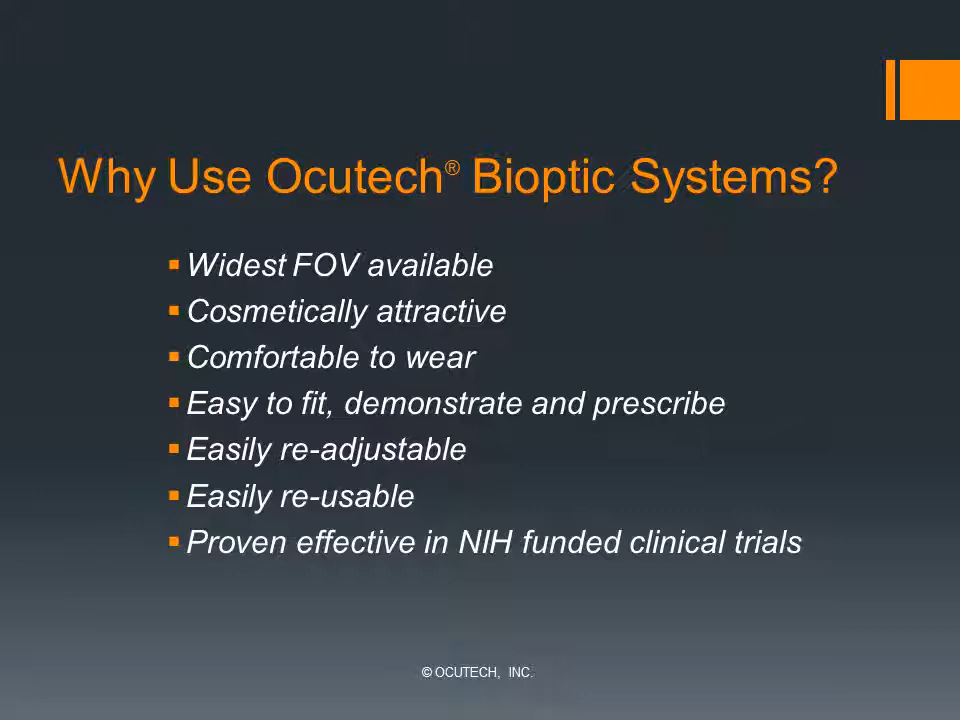 Why Use Ocutech® Bioptic Systems?
▪ Widest FOV available
▪ Cosmetically attractive
▪ Comfortable to wear
▪ Easy to fit, demonstrate and prescribe
▪ Easily re-adjustable
▪ Easily re-usable
▪ Proven effective in NIH funded clinical trials
© OCUTECH, INC.